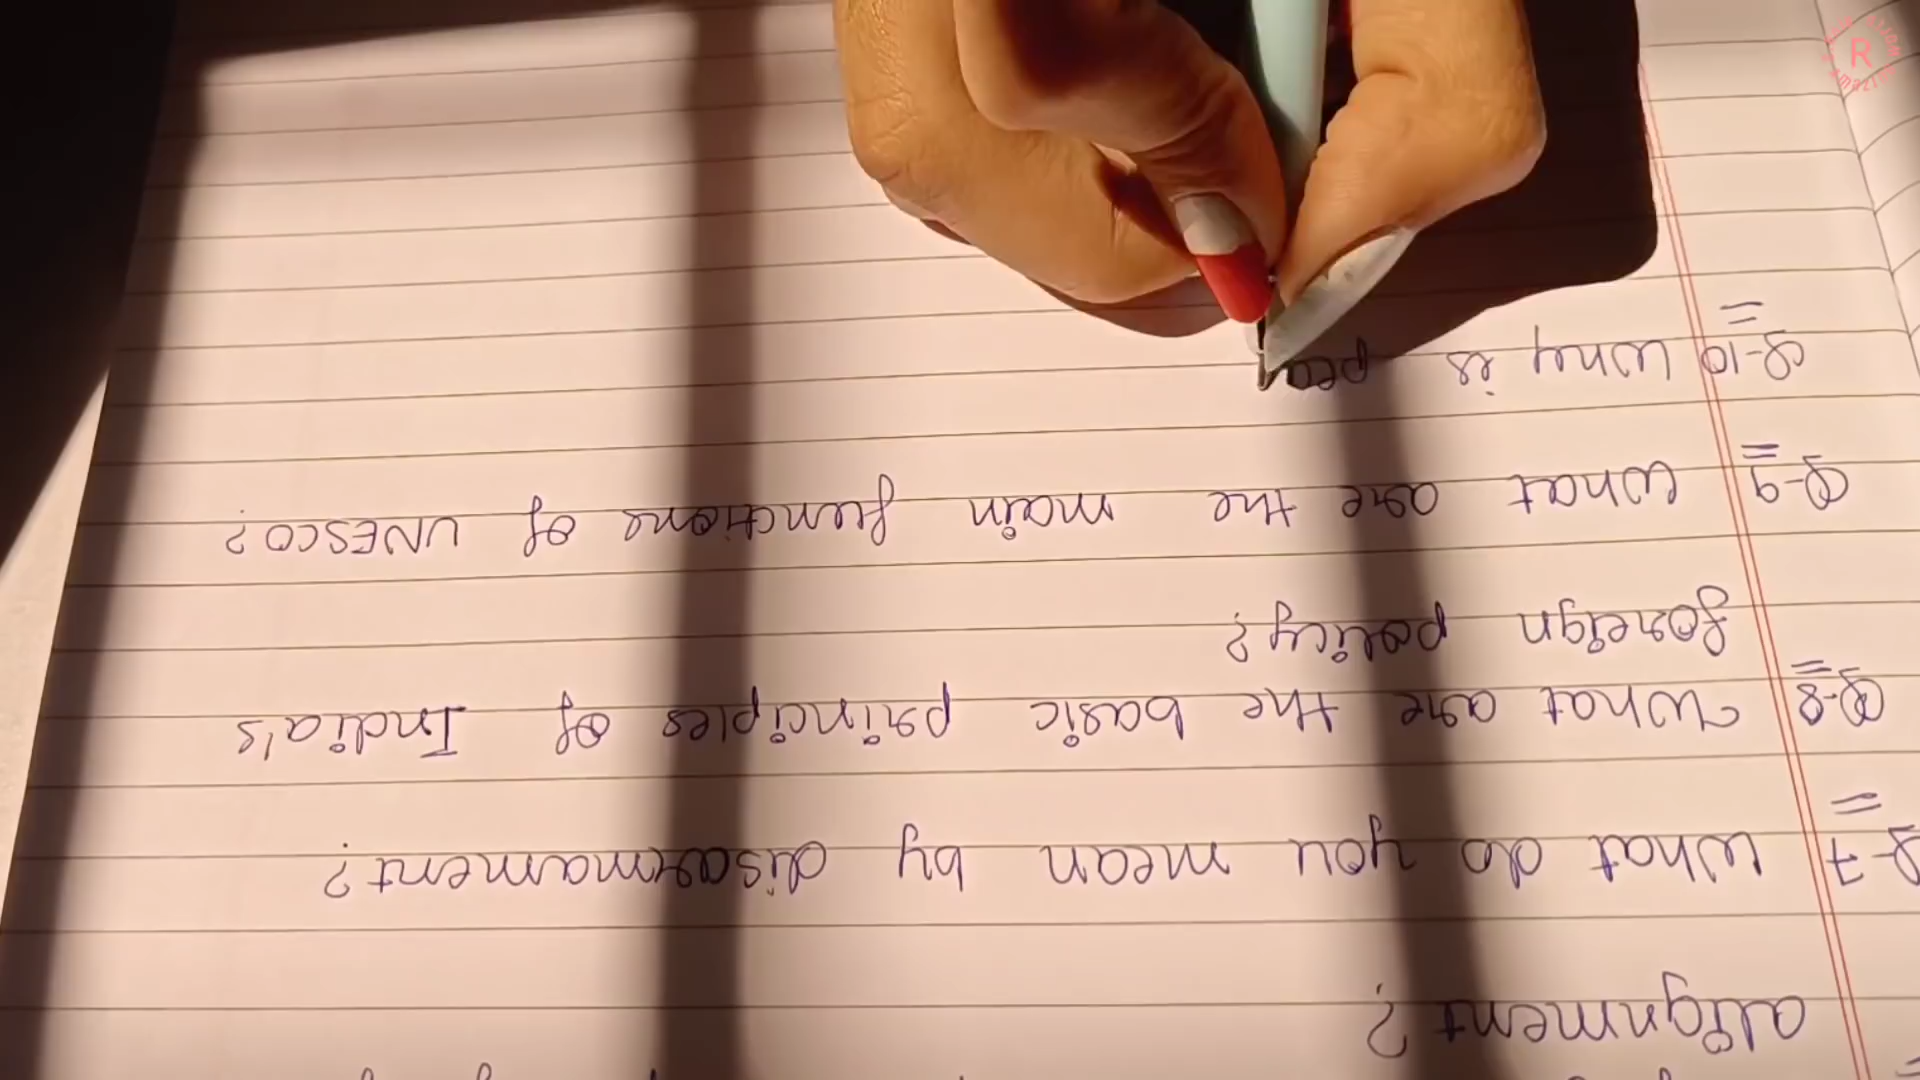 alignment?
Q-7 What do you mean by disarmament?
Q-8 What are the basic principles of India's
foreign policy?
Q-9 What are the main functions of UNESCO?
Q-10 Why is pea
R